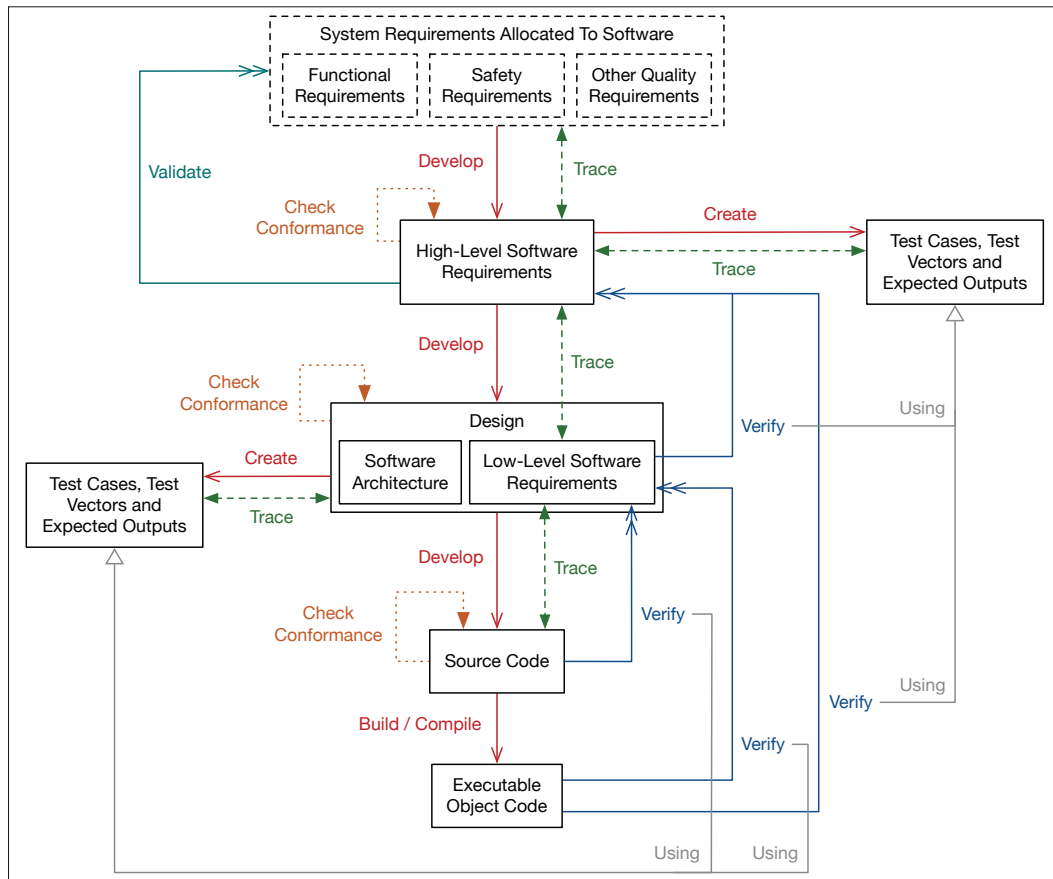 System Requirements Allocated To Software
Functional
Requirements
Safety
Requirements
Other Quality
Requirements
Develop
Trace
Validate
Check
Conformance
High-Level Software
Requirements
Create
Trace
Test Cases, Test
Vectors and
Expected Outputs
Develop
Trace
Check
Conformance
Design
Software
Architecture
Low-Level Software
Requirements
Verify
Using
Create
Trace
Test Cases, Test
Vectors and
Expected Outputs
Develop
Trace
Check
Conformance
Source Code
Verify
Using
Verify
Build / Compile
Verify
Executable
Object Code
Using
Using